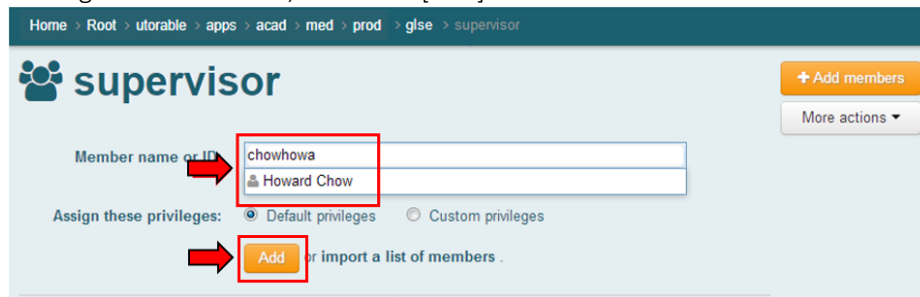 Home > Root > utorable > apps > acad > med > prod > glse > supervisor
supervisor
+ Add members
More actions
Member name or ID:
chowhowa
Howard Chow
Assign these privileges: Default privileges Custom privileges
Add or import a list of members .